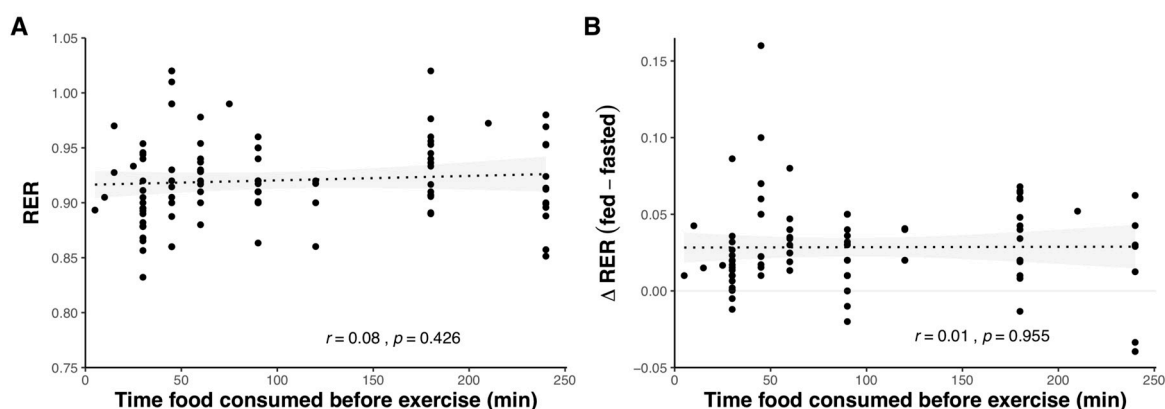 A
RER
1.05
1.00
0.95
0.90
0.85
0.80
0.75
r = 0.08 , p = 0.426
0 50 100 150 200 250
Time food consumed before exercise (min)
B
Δ RER (fed − fasted)
0.15
0.10
0.05
0.00
−0.05
r = 0.01 , p = 0.955
0 50 100 150 200 250
Time food consumed before exercise (min)